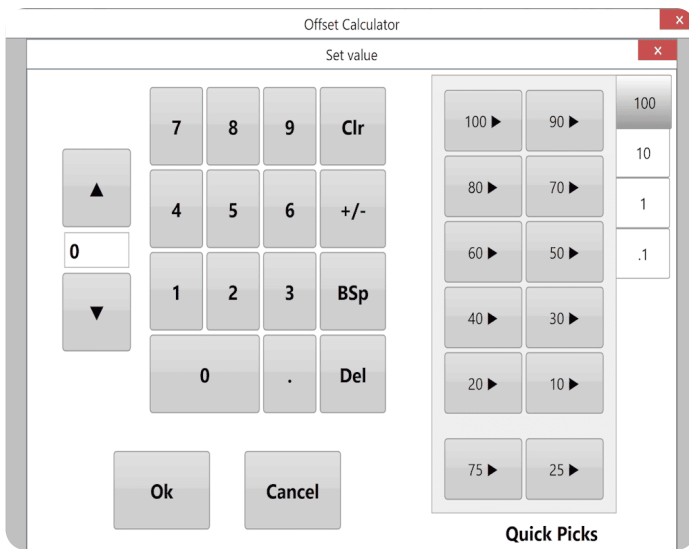 Offset Calculator
x
Set value
x
▲
0
▼
7 8 9 Clr
4 5 6 +/-
1 2 3 BSp
0 . Del
Ok Cancel
100 ▶ 90 ▶
80 ▶ 70 ▶
60 ▶ 50 ▶
40 ▶ 30 ▶
20 ▶ 10 ▶
75 ▶ 25 ▶
100
10
1
.1
Quick Picks